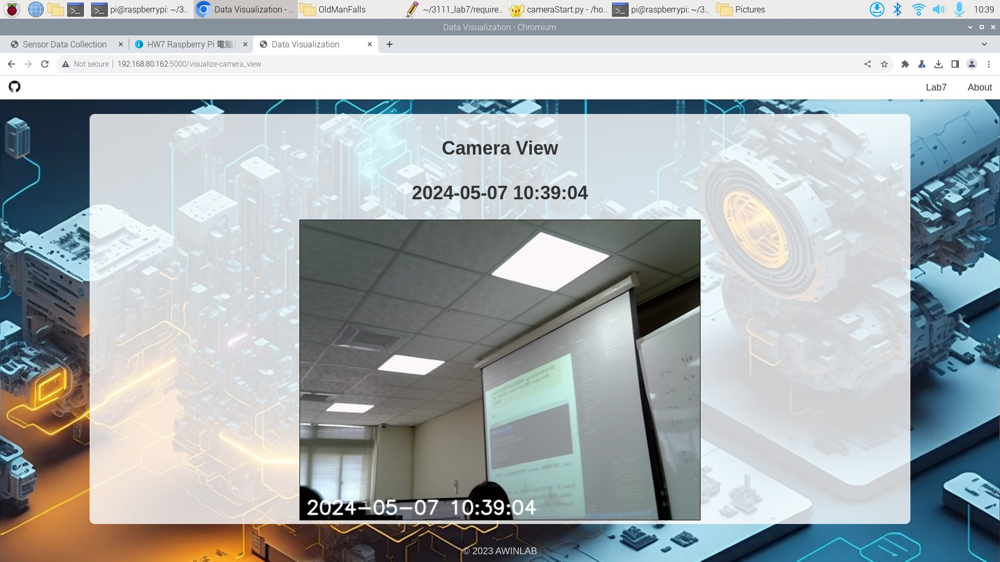 pi@raspberrypi: ~/3..
Data Visualization - ..
OldManFalls
~/3111_lab7/require..
cameraStart.py - /ho..
pi@raspberrypi: ~/3..
Pictures
10:39
Data Visualization - Chromium
Sensor Data Collection
HW7 Raspberry Pi 電腦
Data Visualization
Not secure
192.168.80.162:5000/visualize-camera_view
Lab7
About
Camera View
2024-05-07 10:39:04
2024-05-07 10:39:04
© 2023 AWINLAB